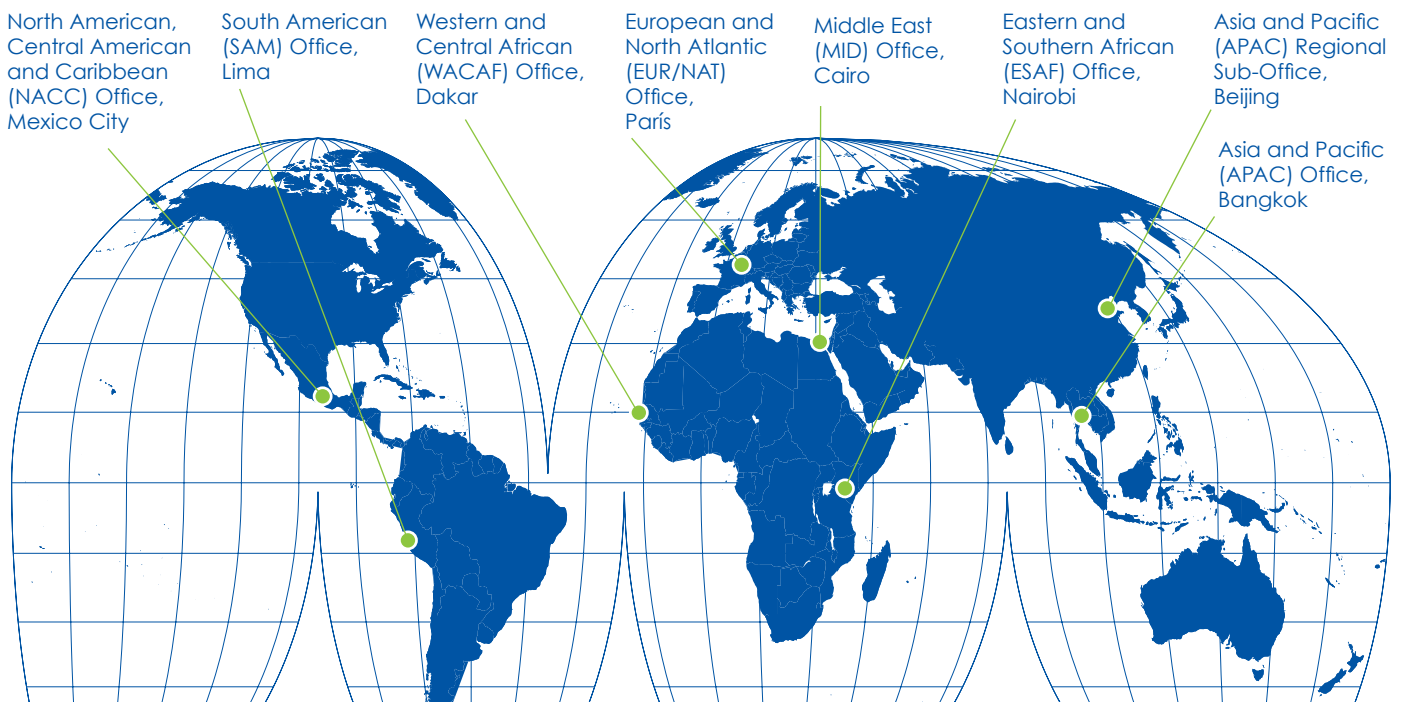 North American,
Central American
and Caribbean
(NACC) Office,
Mexico City
South American
(SAM) Office,
Lima
Western and
Central African
(WACAF) Office,
Dakar
European and
North Atlantic
(EUR/NAT)
Office,
París
Middle East
(MID) Office,
Cairo
Eastern and
Southern African
(ESAF) Office,
Nairobi
Asia and Pacific
(APAC) Regional
Sub-Office,
Beijing
Asia and Pacific
(APAC) Office,
Bangkok